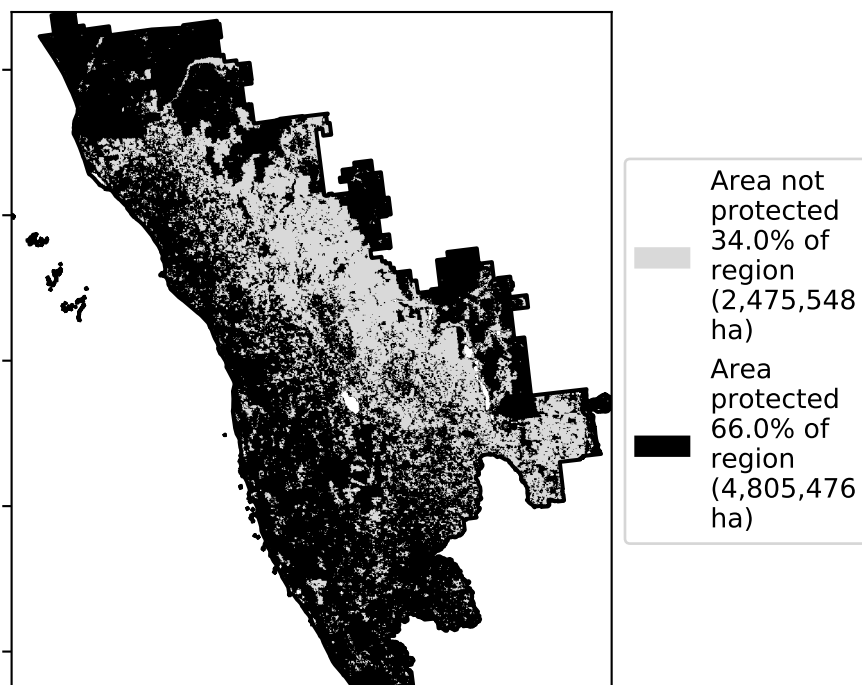 Area not
protected
34.0% of
region
(2,475,548
ha)
Area
protected
66.0% of
region
(4,805,476
ha)